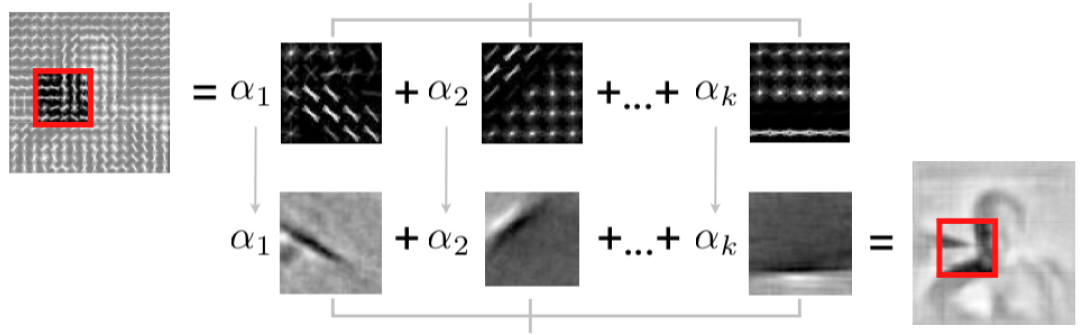 = α₁ + α₂ +...+ αₖ
α₁ + α₂ +...+ αₖ =